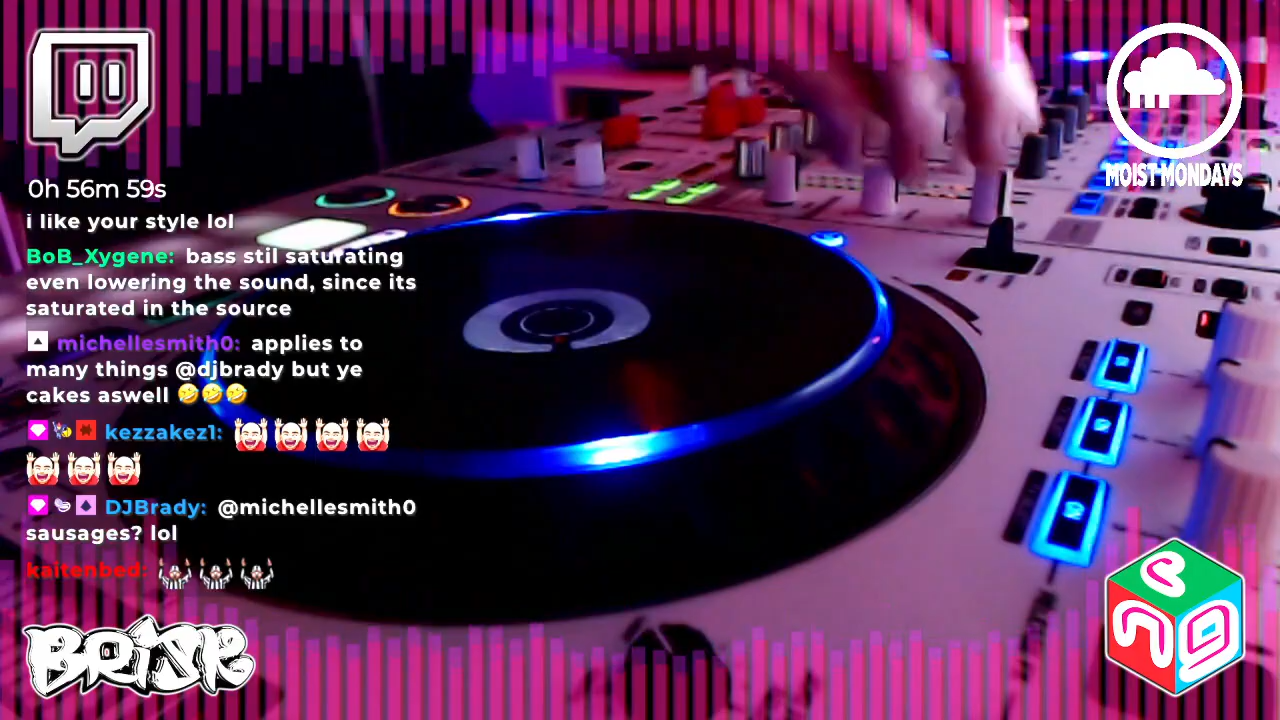 MOIST MONDAYS
0h 56m 59s
i like your style lol
BoB_Xygene: bass stil saturating
even lowering the sound, since its
saturated in the source
michellesmith0: applies to
many things @djbrady but ye
cakes aswell 🤣🤣🤣
kezzakez1:
DJBrady: @michellesmith0
sausages? lol
kaitenbed:
BRISK